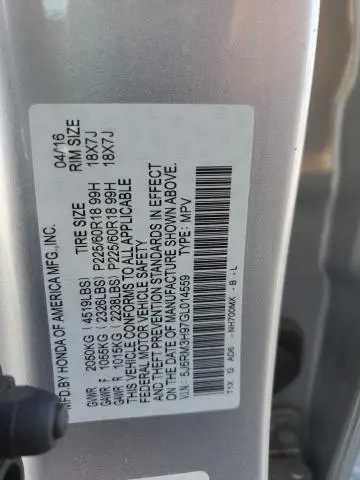 MFD.BY HONDA OF AMERICA MFG., INC. 04/16
TIRE SIZE RIM SIZE
GVWR 2050KG ( 4519LBS) P225/60R18 99H 18X7J
GAWR F 1055KG ( 2326LBS) P225/60R18 99H 18X7J
GAWR R 1015KG ( 2238LBS)
THIS VEHICLE CONFORMS TO ALL APPLICABLE
FEDERAL MOTOR VEHICLE SAFETY, BUMPER,
AND THEFT PREVENTION STANDARDS IN EFFECT
ON THE DATE OF MANUFACTURE SHOWN ABOVE.
V.I.N.: 5J6RM3H97GL014559 TYPE: MPV
T1X G AD6 - NH700MX - B - L